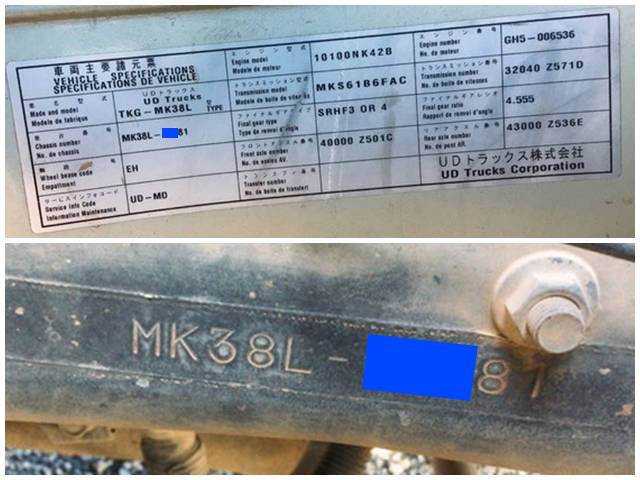 車両主要諸元票
VEHICLE SPECIFICATIONS
SPECIFICATIONS DE VEHICLE
車名型式
Make and model
Modele de fabrique
UDトラックス
UD Trucks
TKG-MK38L 型 TYPE
車台番号
Chassis number
No. de chassis
MK38L- 81
Wheel base code
Empattement
EH
サービスインフォコード
Service Info Code
Information Maintenance
UD-MD
エンジン型式
Engine model
Modele de moteur
10100NK42B
トランスミッション型式
Transmission model
Modele de boite de vitesses
MKS61B6FAC
ファイナルギヤタイプ
Final gear type
Type de renvoi d'angle
SRHF3 OR 4
フロントアクスル番号
Front axle number
No. de essieu AV.
40000 Z501C
トランスファ番号
Transfer number
No. de boite de transfert
エンジン番号
Engine number
No de moteur
GH5-006536
トランスミッション番号
Transmission number
No. de boite de vitesses
32040 Z571D
ファイナルギアレシオ
Final gear ratio
Rapport de renvoi d'angle
4.555
リヤアクスル番号
Rear axle number
No. de pont AR.
43000 Z536E
UDトラックス株式会社
UD Trucks Corporation
MK38L- 81